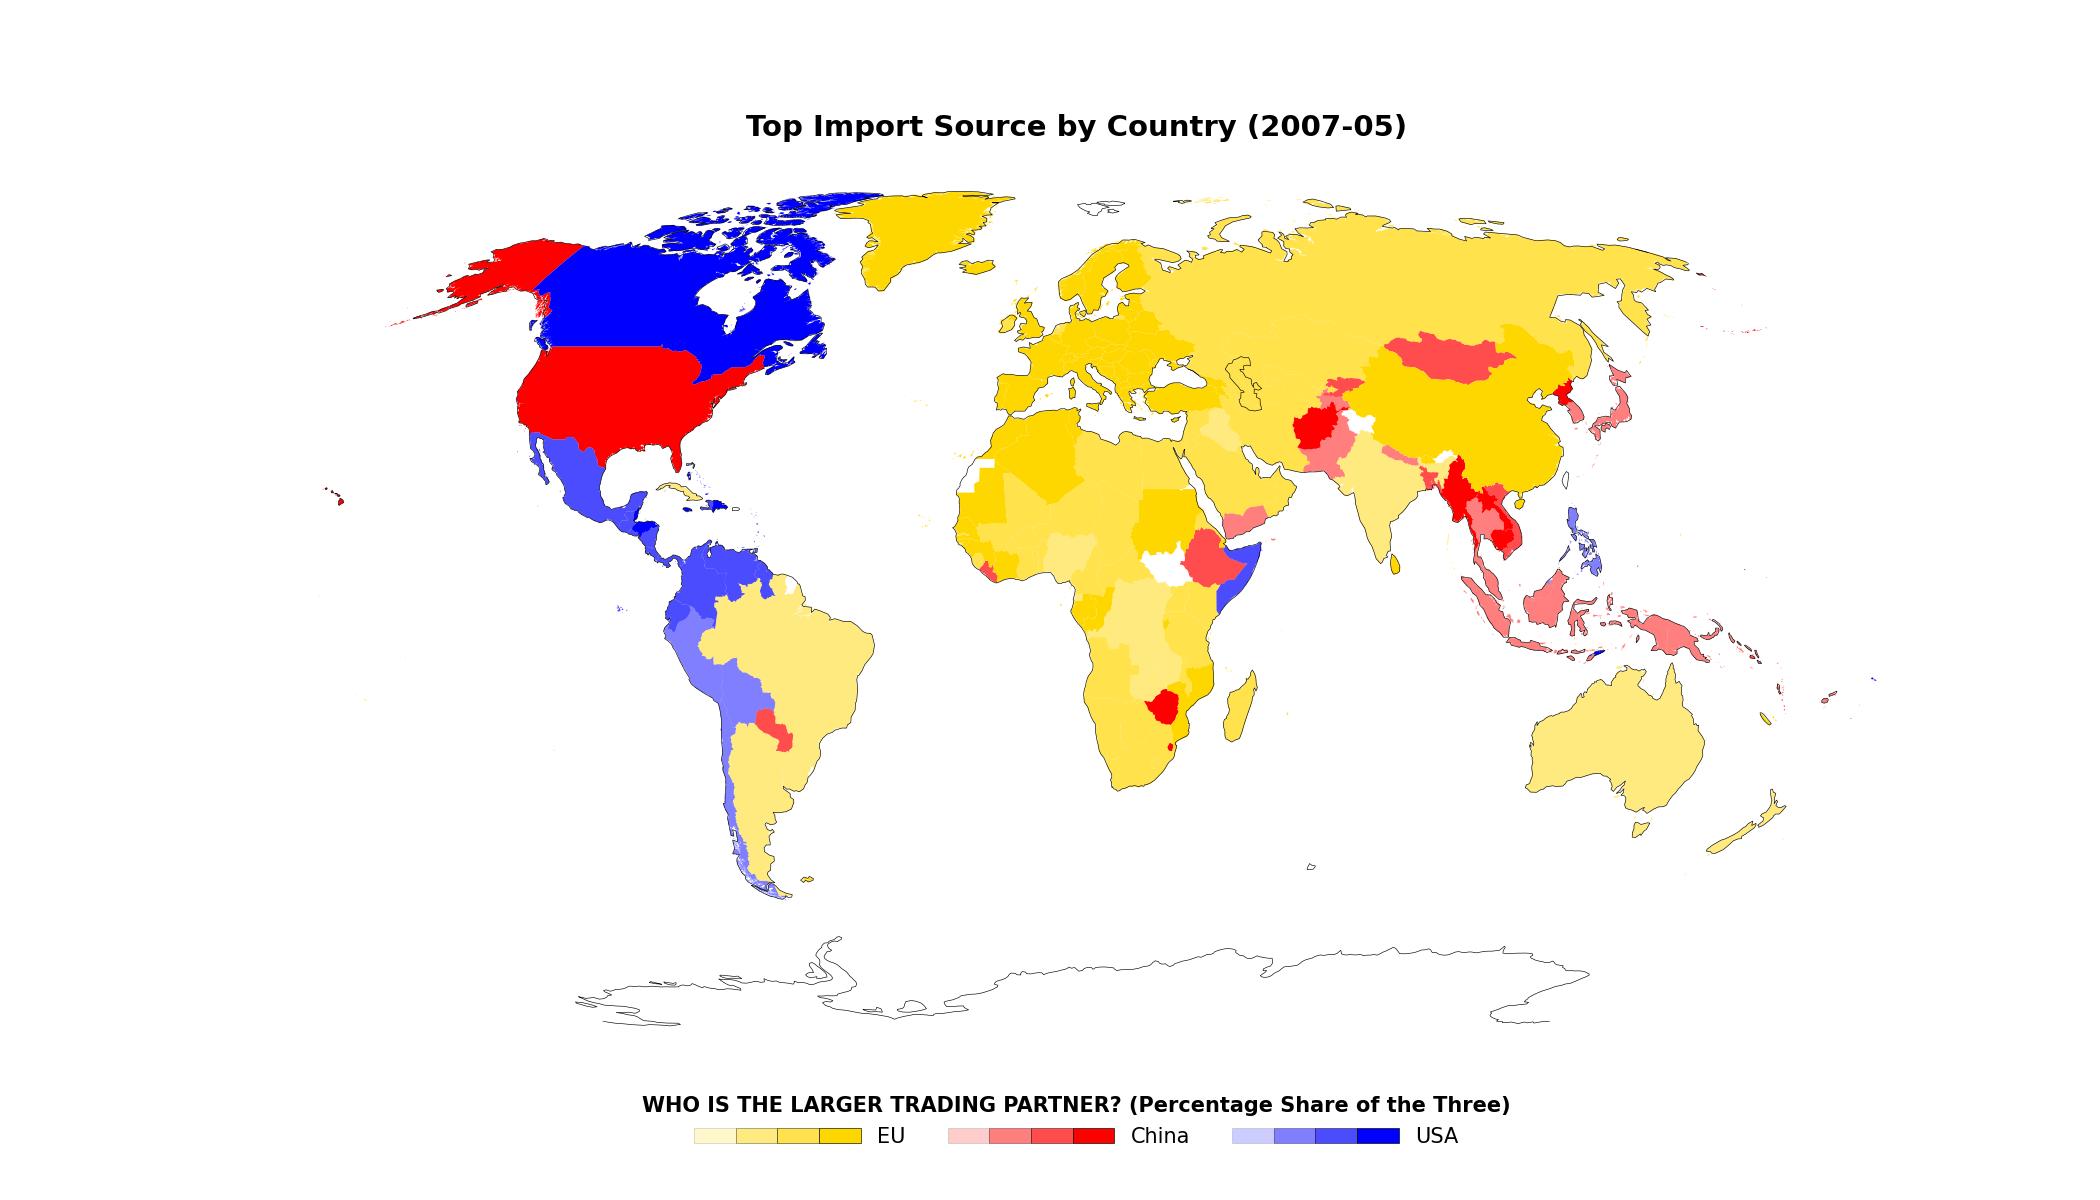 Top Import Source by Country (2007-05)
WHO IS THE LARGER TRADING PARTNER? (Percentage Share of the Three)
EU China USA